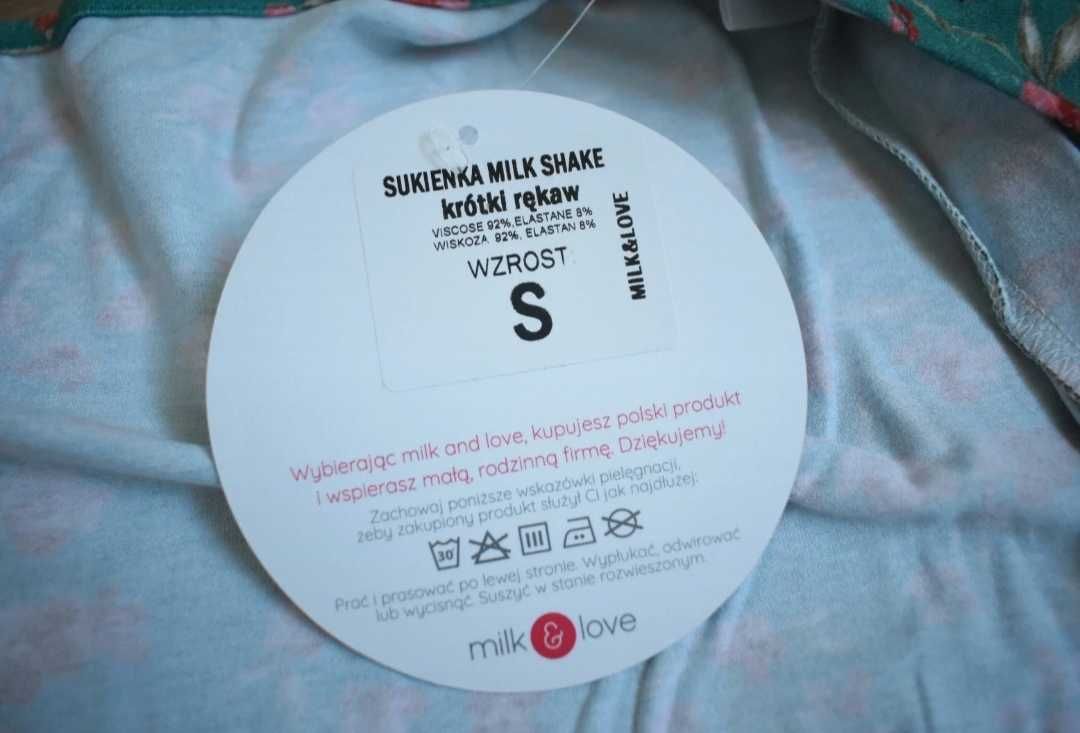 SUKIENKA MILK SHAKE
krótki rękaw
VISCOSE 92%,ELASTANE 8%
WISKOZA 92%, ELASTAN 8%
WZROST
S
MILK&LOVE
Wybierając milk and love, kupujesz polski produkt
i wspierasz małą, rodzinną firmę. Dziękujemy!
Zachowaj poniższe wskazówki pielęgnacji,
żeby zakupiony produkt służył Ci jak najdłużej:
30°
Prać i prasować po lewej stronie. Wypłukać, odwirować
lub wycisnąć. Suszyć w stanie rozwieszonym.
milk & love